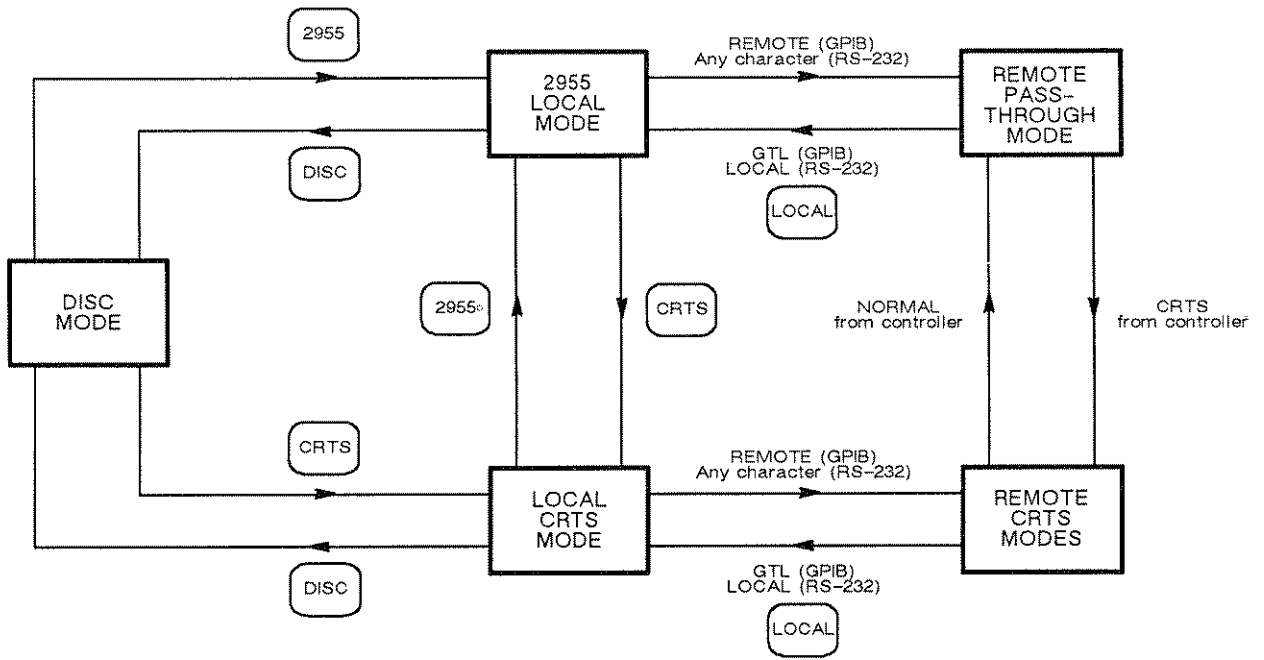 2955
REMOTE (GPIB)
Any character (RS-232)
2955
LOCAL
MODE
REMOTE
PASS-
THROUGH
MODE
DISC
GTL (GPIB)
LOCAL (RS-232)
LOCAL
DISC
MODE
2955
CRTS
NORMAL
from controller
CRTS
from controller
CRTS
REMOTE (GPIB)
Any character (RS-232)
LOCAL
CRTS
MODE
REMOTE
CRTS
MODES
DISC
GTL (GPIB)
LOCAL (RS-232)
LOCAL